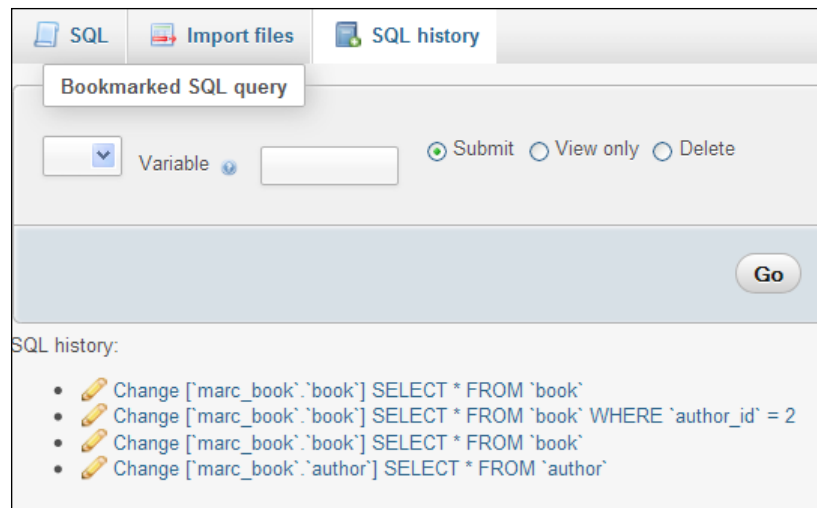 SQL Import files SQL history
Bookmarked SQL query
Variable Submit View only Delete
Go
SQL history:
Change [`marc_book`.`book`] SELECT * FROM `book`
Change [`marc_book`.`book`] SELECT * FROM `book` WHERE `author_id` = 2
Change [`marc_book`.`book`] SELECT * FROM `book`
Change [`marc_book`.`author`] SELECT * FROM `author`